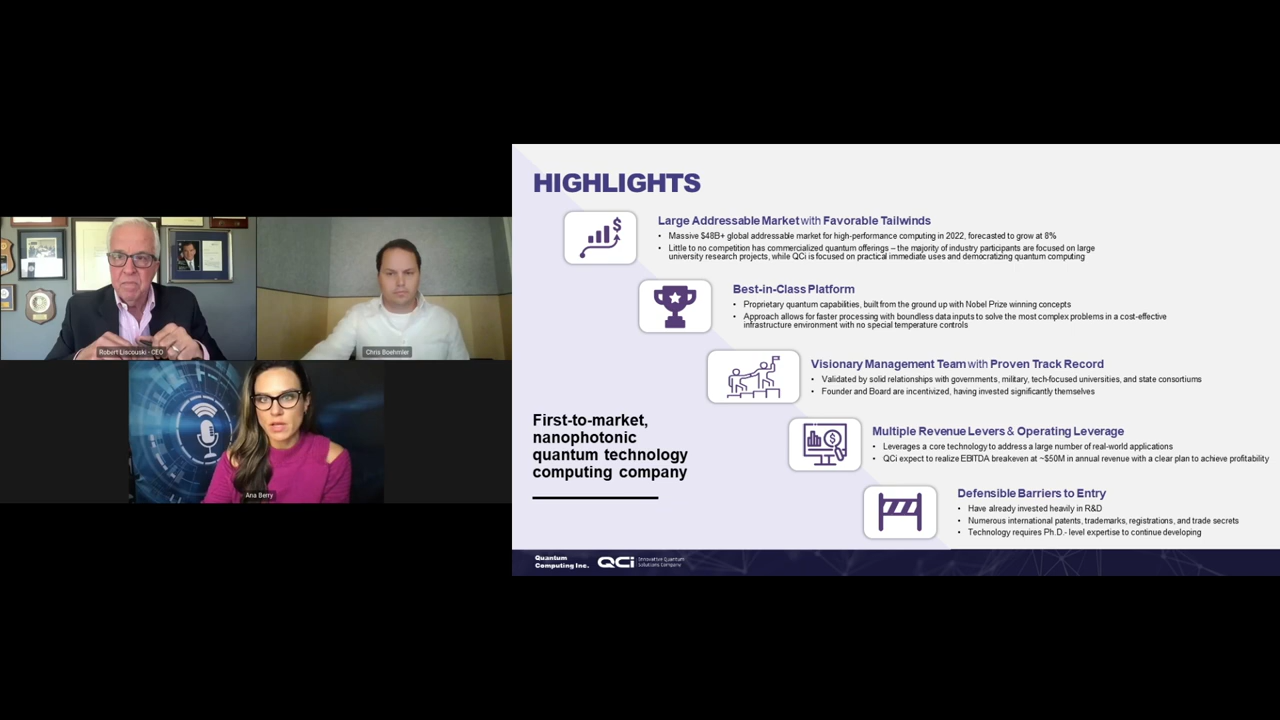 Robert Liscouski - CEO
Chris Boehmler
Ana Berry
HIGHLIGHTS
Large Addressable Market with Favorable Tailwinds
• Massive $48B+ global addressable market for high-performance computing in 2022, forecasted to grow at 8%
• Little to no competition has commercialized quantum offerings – the majority of industry participants are focused on large
university research projects, while QCi is focused on practical immediate uses and democratizing quantum computing
Best-in-Class Platform
• Proprietary quantum capabilities, built from the ground up with Nobel Prize winning concepts
• Approach allows for faster processing with boundless data inputs to solve the most complex problems in a cost-effective
infrastructure environment with no special temperature controls
Visionary Management Team with Proven Track Record
• Validated by solid relationships with governments, military, tech-focused universities, and state consortiums
• Founder and Board are incentivized, having invested significantly themselves
First-to-market,
nanophotonic
quantum technology
computing company
Multiple Revenue Levers & Operating Leverage
• Leverages a core technology to address a large number of real-world applications
• QCi expect to realize EBITDA breakeven at ~$50M in annual revenue with a clear plan to achieve profitability
Defensible Barriers to Entry
• Have already invested heavily in R&D
• Numerous international patents, trademarks, registrations, and trade secrets
• Technology requires Ph.D.- level expertise to continue developing
Quantum
Computing Inc.
QCi
Innovative Quantum
Solutions Company